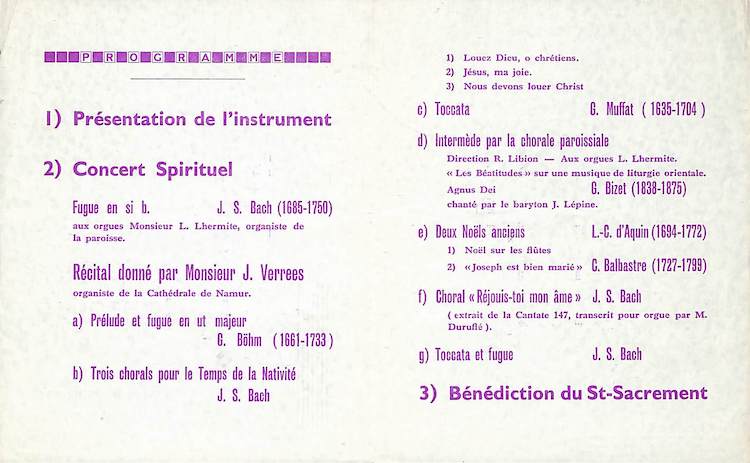 PROGRAMME
1) Présentation de l'instrument
2) Concert Spirituel
Fugue en si b. J. S. Bach (1685-1750)
aux orgues Monsieur L. Lhermite, organiste de
la paroisse.
Récital donné par Monsieur J. Verrees
organiste de la Cathédrale de Namur.
a) Prélude et fugue en ut majeur
G. Böhm (1661-1733)
b) Trois chorals pour le Temps de la Nativité
J. S. Bach
1) Louez Dieu, o chrétiens.
2) Jésus, ma joie.
3) Nous devons louer Christ
c) Toccata G. Muffat (1635-1704)
d) Intermède par la chorale paroissiale
Direction R. Libion — Aux orgues L. Lhermite.
« Les Béatitudes » sur une musique de liturgie orientale.
Agnus Dei G. Bizet (1838-1875)
chanté par le baryton J. Lépine.
e) Deux Noëls anciens L.-C. d'Aquin (1694-1772)
1) Noël sur les flûtes
2) «Joseph est bien marié» C. Balhastre (1727-1799)
f) Choral «Réjouis-toi mon âme» J. S. Bach
( extrait de la Cantate 147, transcrit pour orgue par M.
Duruflé ).
g) Toccata et fugue J. S. Bach
3) Bénédiction du St-Sacrement